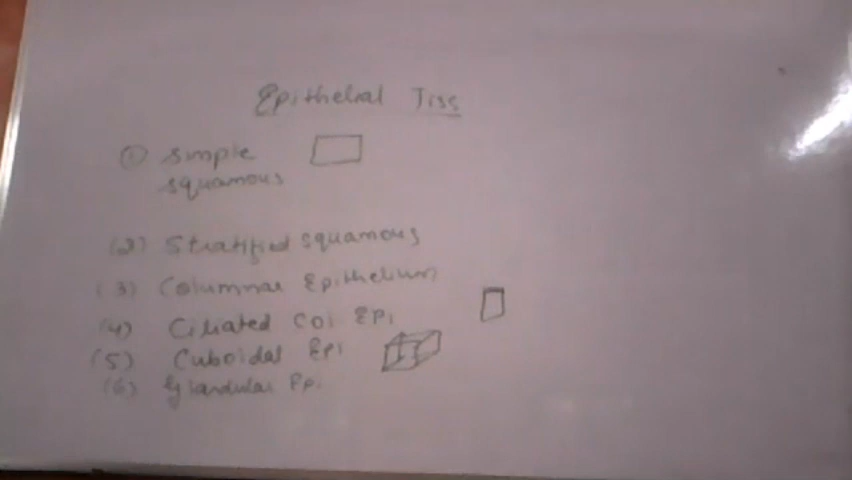 Epithelial Tiss
(1) Simple
squamous
(2) Stratified squamous
(3) Columnar Epithelium
(4) Ciliated Col Epi
(5) Cuboidal Epi
(6) Glandular Epi